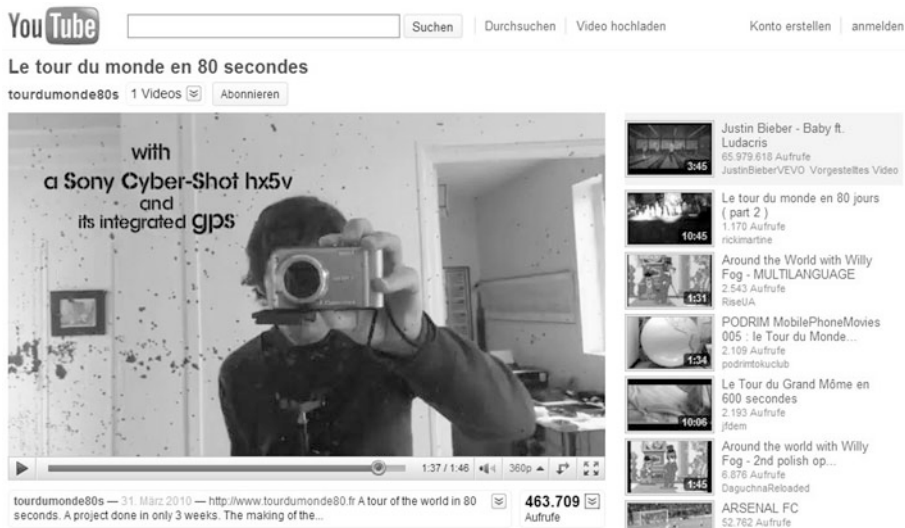 You Tube
Suchen
Durchsuchen
Video hochladen
Konto erstellen
anmelden
Le tour du monde en 80 secondes
tourdumonde80s 1 Videos
Abonnieren
with
a Sony Cyber-Shot hx5v
and
its integrated gps
1:37 / 1:46
360p
tourdumonde80s — 31. März 2010 — http://www.tourdumonde80.fr A tour of the world in 80
seconds. A project done in only 3 weeks. The making of the...
463.709
Aufrufe
3:45
Justin Bieber - Baby ft.
Ludacris
65.979.618 Aufrufe
JustinBieberVEVO Vorgestelltes Video
10:45
Le tour du monde en 80 jours
( part 2 )
1.170 Aufrufe
rickimartine
1:31
Around the World with Willy
Fog - MULTILANGUAGE
2.543 Aufrufe
RiseUA
1:34
PODRIM MobilePhoneMovies
005 : le Tour du Monde...
2.109 Aufrufe
podrimtokuclub
10:06
Le Tour du Grand Môme en
600 secondes
2.193 Aufrufe
jfdem
1:45
Around the world with Willy
Fog - 2nd polish op...
6.876 Aufrufe
DaguchnaReloaded
ARSENAL FC
52.762 Aufrufe